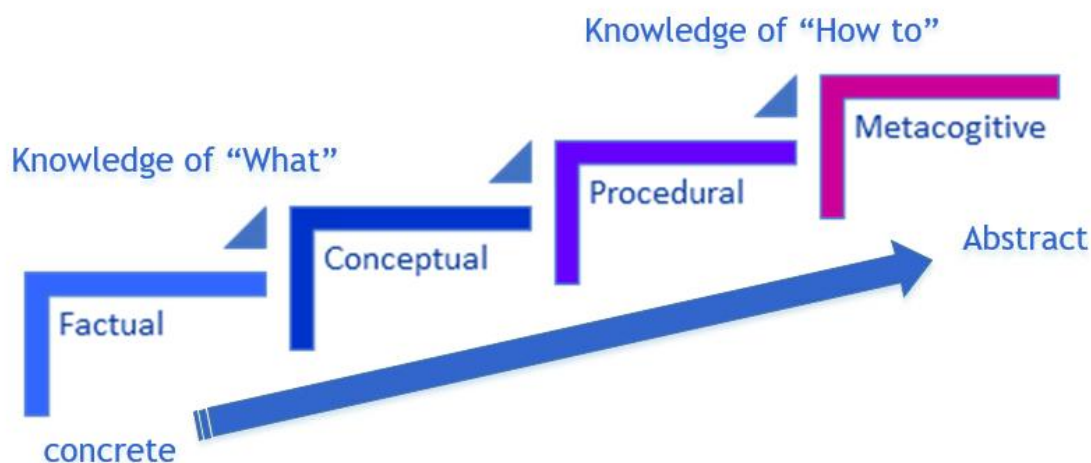 Knowledge of “How to”
Metacogitive
Knowledge of “What”
Procedural
Conceptual
Abstract
Factual
concrete